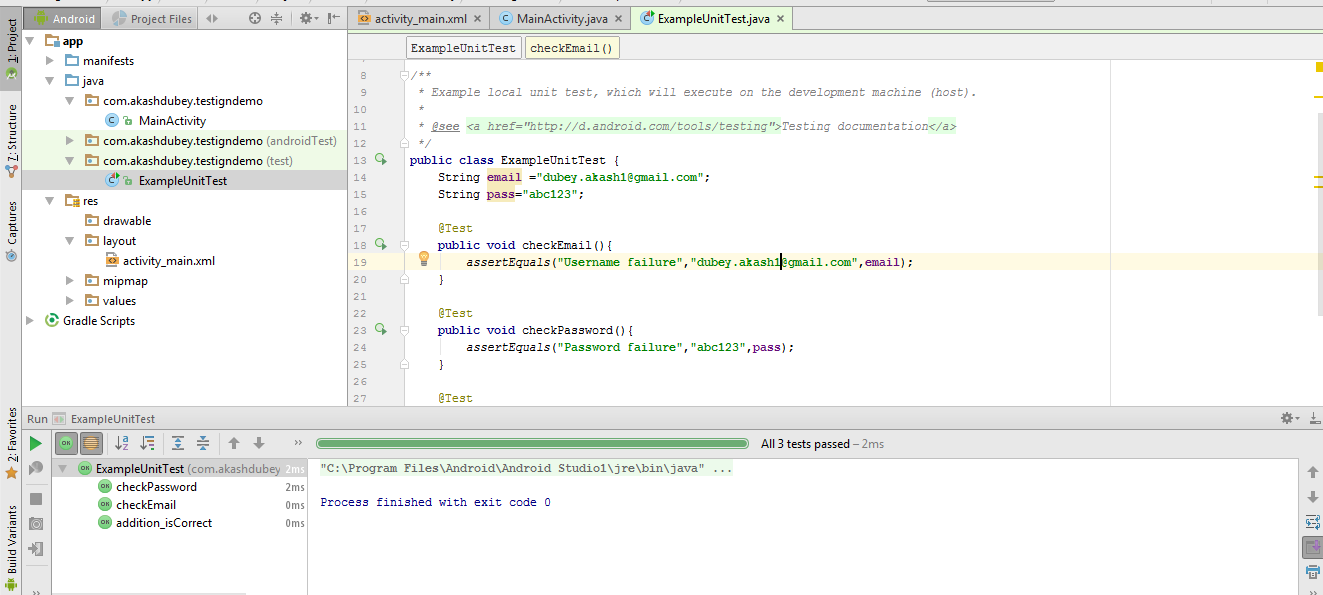 Android
Project Files
activity_main.xml
MainActivity.java
ExampleUnitTest.java
1: Project
7: Structure
Captures
2: Favorites
Build Variants
app
manifests
java
com.akashdubey.testigndemo
MainActivity
com.akashdubey.testigndemo (androidTest)
com.akashdubey.testigndemo (test)
ExampleUnitTest
res
drawable
layout
activity_main.xml
mipmap
values
Gradle Scripts
ExampleUnitTest
checkEmail()
8 /**
9 * Example local unit test, which will execute on the development machine (host).
10 *
11 * @see <a href="http://d.android.com/tools/testing">Testing documentation</a>
12 */
13 public class ExampleUnitTest {
14 String email ="dubey.akash1@gmail.com";
15 String pass="abc123";
16
17 @Test
18 public void checkEmail(){
19 assertEquals("Username failure","dubey.akash1@gmail.com",email);
20 }
21
22 @Test
23 public void checkPassword(){
24 assertEquals("Password failure","abc123",pass);
25 }
26
27 @Test
Run ExampleUnitTest
All 3 tests passed – 2ms
ExampleUnitTest (com.akashdubey 2ms
checkPassword 2ms
checkEmail 0ms
addition_isCorrect 0ms
"C:\Program Files\Android\Android Studio1\jre\bin\java" ...
Process finished with exit code 0